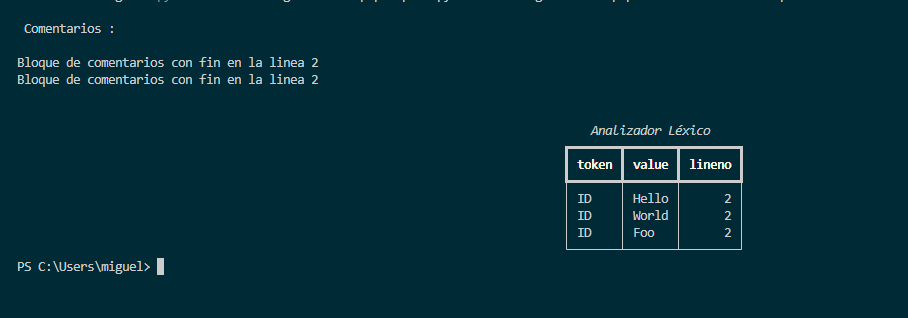 Comentarios :
Bloque de comentarios con fin en la linea 2
Bloque de comentarios con fin en la linea 2
Analizador Léxico
token value lineno
ID Hello 2
ID World 2
ID Foo 2
PS C:\Users\miguel>